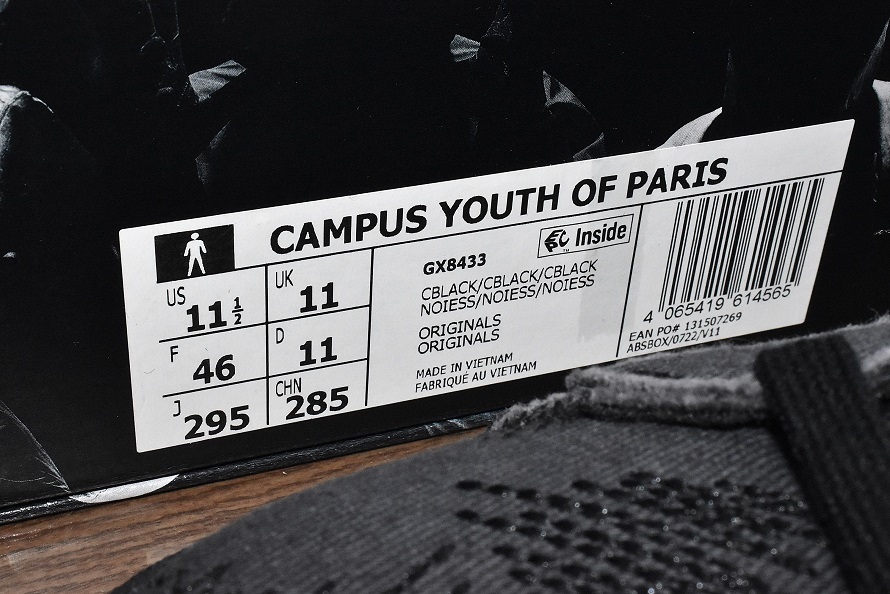 CAMPUS YOUTH OF PARIS
US 11 1/2
UK 11
F 46
D 11
J 295
CHN 285
GX8433
Inside
TM
CBLACK/CBLACK/CBLACK
NOIESS/NOIESS/NOIESS
ORIGINALS
ORIGINALS
MADE IN VIETNAM
FABRIQUÉ AU VIETNAM
4 065419 614565
EAN PO# 131507269
ABSBOX/0722/V11